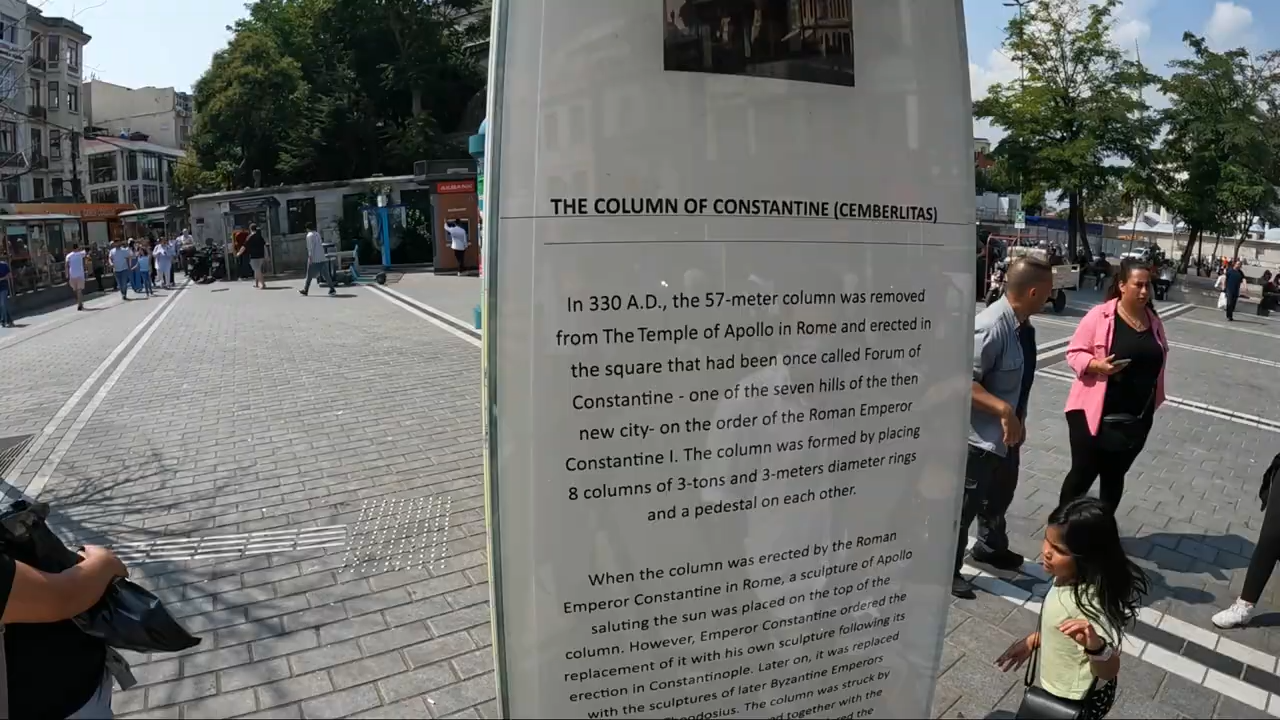 AKBANK
THE COLUMN OF CONSTANTINE (CEMBERLITAS)
In 330 A.D., the 57-meter column was removed
from The Temple of Apollo in Rome and erected in
the square that had been once called Forum of
Constantine - one of the seven hills of the then
new city- on the order of the Roman Emperor
Constantine I. The column was formed by placing
8 columns of 3-tons and 3-meters diameter rings
and a pedestal on each other.
When the column was erected by the Roman
Emperor Constantine in Rome, a sculpture of Apollo
saluting the sun was placed on the top of the
column. However, Emperor Constantine ordered the
replacement of it with his own sculpture following its
erection in Constantinople. Later on, it was replaced
with the sculptures of later Byzantine Emperors
The column was struck by
together with the
the